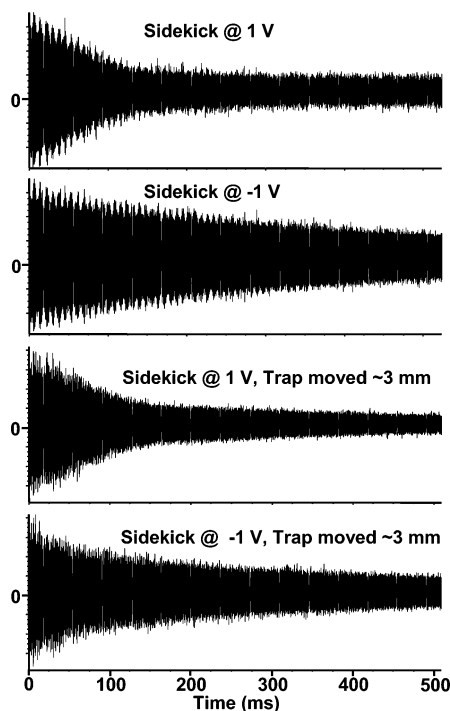 Sidekick @ 1 V
0
Sidekick @ -1 V
0
Sidekick @ 1 V, Trap moved ~3 mm
0
Sidekick @ -1 V, Trap moved ~3 mm
0
0 100 200 300 400 500
Time (ms)